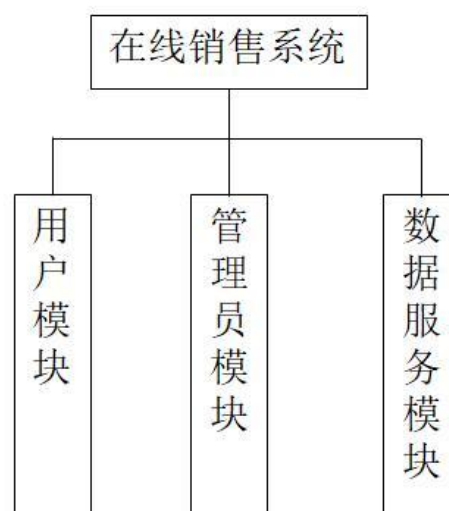 在线销售系统
用户模块
管理员模块
数据服务模块